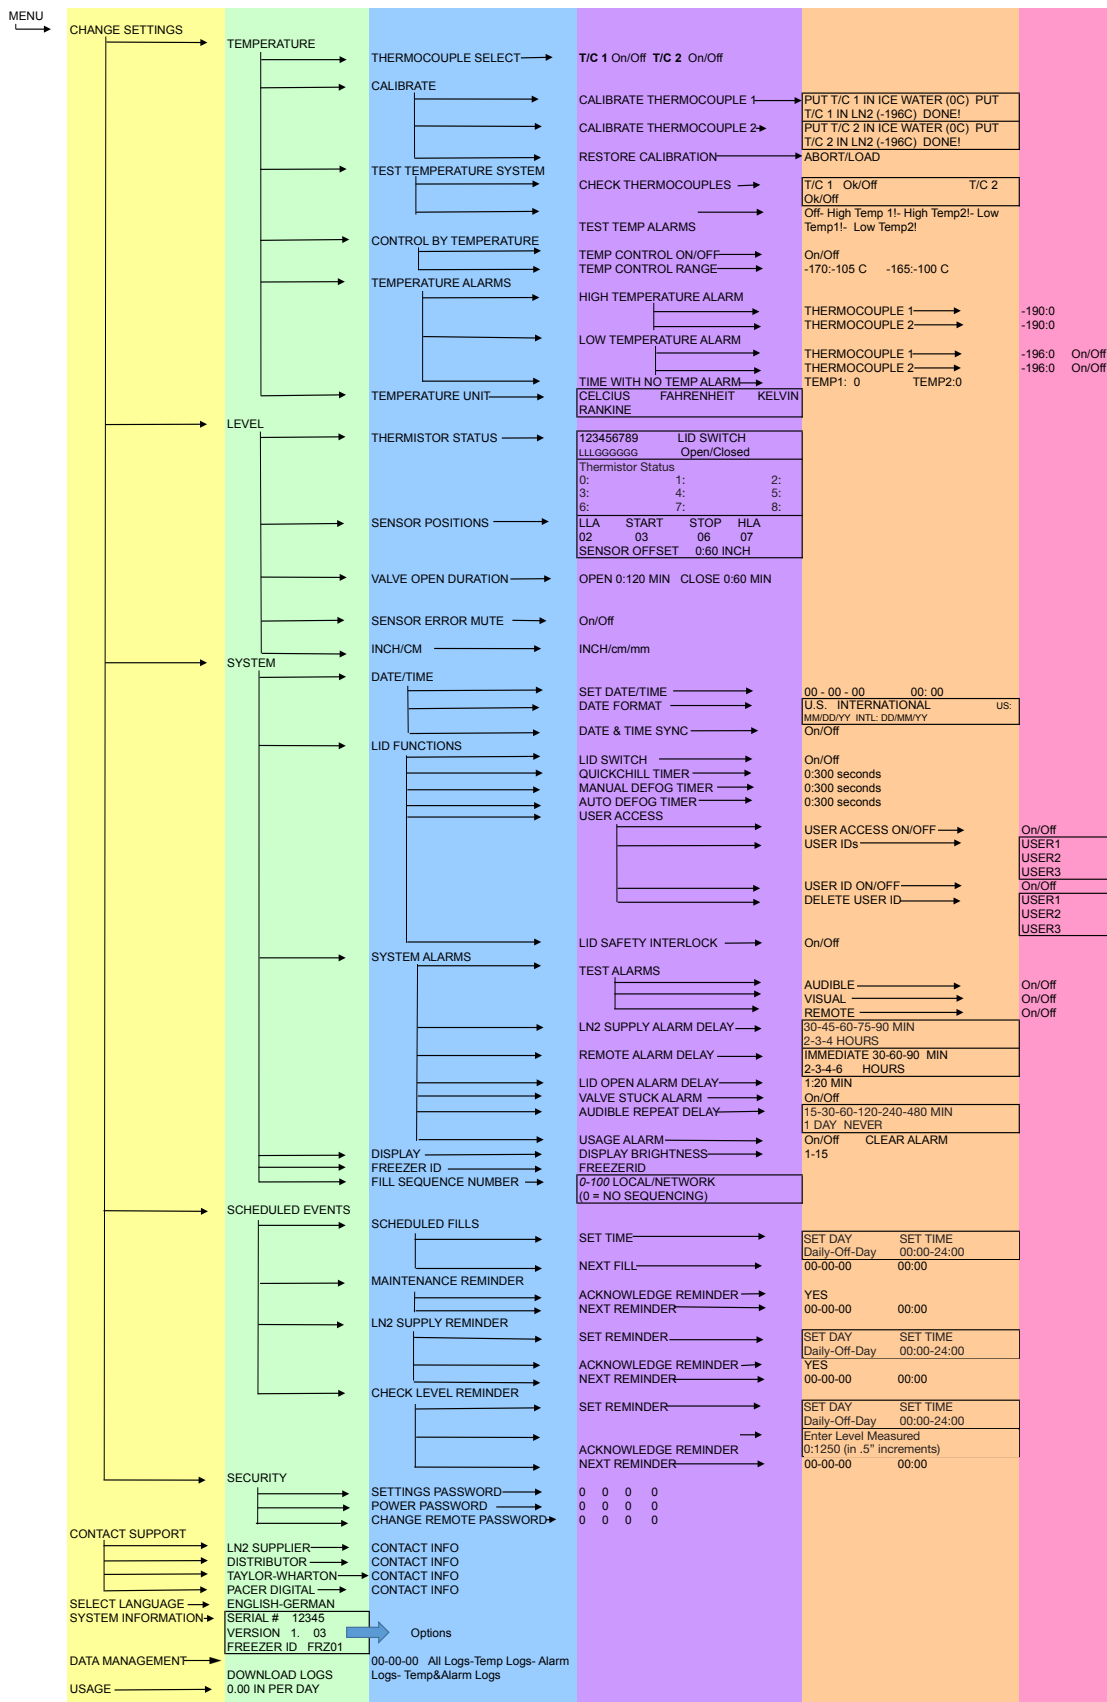 MENU
CHANGE SETTINGS
TEMPERATURE
THERMOCOUPLE SELECT T/C 1 On/Off T/C 2 On/Off
CALIBRATE
CALIBRATE THERMOCOUPLE 1 PUT T/C 1 IN ICE WATER (0C) PUT
T/C 1 IN LN2 (-196C) DONE!
CALIBRATE THERMOCOUPLE 2 PUT T/C 2 IN ICE WATER (0C) PUT
T/C 2 IN LN2 (-196C) DONE!
RESTORE CALIBRATION ABORT/LOAD
TEST TEMPERATURE SYSTEM
CHECK THERMOCOUPLES T/C 1 Ok/Off T/C 2
Ok/Off
Off- High Temp 1!- High Temp2!- Low
TEST TEMP ALARMS Temp1!- Low Temp2!
CONTROL BY TEMPERATURE
TEMP CONTROL ON/OFF On/Off
TEMP CONTROL RANGE -170:-105 C -165:-100 C
TEMPERATURE ALARMS
HIGH TEMPERATURE ALARM
THERMOCOUPLE 1 -190:0
THERMOCOUPLE 2 -190:0
LOW TEMPERATURE ALARM
THERMOCOUPLE 1 -196:0 On/Off
THERMOCOUPLE 2 -196:0 On/Off
TIME WITH NO TEMP ALARM TEMP1: 0 TEMP2:0
TEMPERATURE UNIT CELCIUS FAHRENHEIT KELVIN
RANKINE
LEVEL
THERMISTOR STATUS 123456789 LID SWITCH
LLLGGGGGG Open/Closed
Thermistor Status
0: 1: 2:
3: 4: 5:
6: 7: 8:
SENSOR POSITIONS LLA START STOP HLA
02 03 06 07
SENSOR OFFSET 0:60 INCH
VALVE OPEN DURATION OPEN 0:120 MIN CLOSE 0:60 MIN
SENSOR ERROR MUTE On/Off
INCH/CM INCH/cm/mm
SYSTEM
DATE/TIME
SET DATE/TIME 00 - 00 - 00 00: 00
DATE FORMAT U.S. INTERNATIONAL US:
MM/DD/YY INTL: DD/MM/YY
DATE & TIME SYNC On/Off
LID FUNCTIONS
LID SWITCH On/Off
QUICKCHILL TIMER 0:300 seconds
MANUAL DEFOG TIMER 0:300 seconds
AUTO DEFOG TIMER 0:300 seconds
USER ACCESS
USER ACCESS ON/OFF On/Off
USER IDs USER1
USER2
USER3
USER ID ON/OFF On/Off
DELETE USER ID USER1
USER2
USER3
LID SAFETY INTERLOCK On/Off
SYSTEM ALARMS
TEST ALARMS
AUDIBLE On/Off
VISUAL On/Off
REMOTE On/Off
LN2 SUPPLY ALARM DELAY 30-45-60-75-90 MIN
2-3-4 HOURS
REMOTE ALARM DELAY IMMEDIATE 30-60-90 MIN
2-3-4-6 HOURS
LID OPEN ALARM DELAY 1:20 MIN
VALVE STUCK ALARM On/Off
AUDIBLE REPEAT DELAY 15-30-60-120-240-480 MIN
1 DAY NEVER
USAGE ALARM On/Off CLEAR ALARM
DISPLAY DISPLAY BRIGHTNESS 1-15
FREEZER ID FREEZERID
FILL SEQUENCE NUMBER 0-100 LOCAL/NETWORK
(0 = NO SEQUENCING)
SCHEDULED EVENTS
SCHEDULED FILLS
SET TIME SET DAY SET TIME
Daily-Off-Day 00:00-24:00
NEXT FILL 00-00-00 00:00
MAINTENANCE REMINDER
ACKNOWLEDGE REMINDER YES
NEXT REMINDER 00-00-00 00:00
LN2 SUPPLY REMINDER
SET REMINDER SET DAY SET TIME
Daily-Off-Day 00:00-24:00
ACKNOWLEDGE REMINDER YES
NEXT REMINDER 00-00-00 00:00
CHECK LEVEL REMINDER
SET REMINDER SET DAY SET TIME
Daily-Off-Day 00:00-24:00
Enter Level Measured
ACKNOWLEDGE REMINDER 0:1250 (in .5" increments)
NEXT REMINDER 00-00-00 00:00
SECURITY
SETTINGS PASSWORD 0 0 0 0
POWER PASSWORD 0 0 0 0
CHANGE REMOTE PASSWORD 0 0 0 0
CONTACT SUPPORT
LN2 SUPPLIER CONTACT INFO
DISTRIBUTOR CONTACT INFO
TAYLOR-WHARTON CONTACT INFO
PACER DIGITAL CONTACT INFO
SELECT LANGUAGE ENGLISH-GERMAN
SYSTEM INFORMATION SERIAL # 12345
VERSION 1. 03 Options
FREEZER ID FRZ01
DATA MANAGEMENT 00-00-00 All Logs-Temp Logs- Alarm
DOWNLOAD LOGS Logs- Temp&Alarm Logs
USAGE 0.00 IN PER DAY